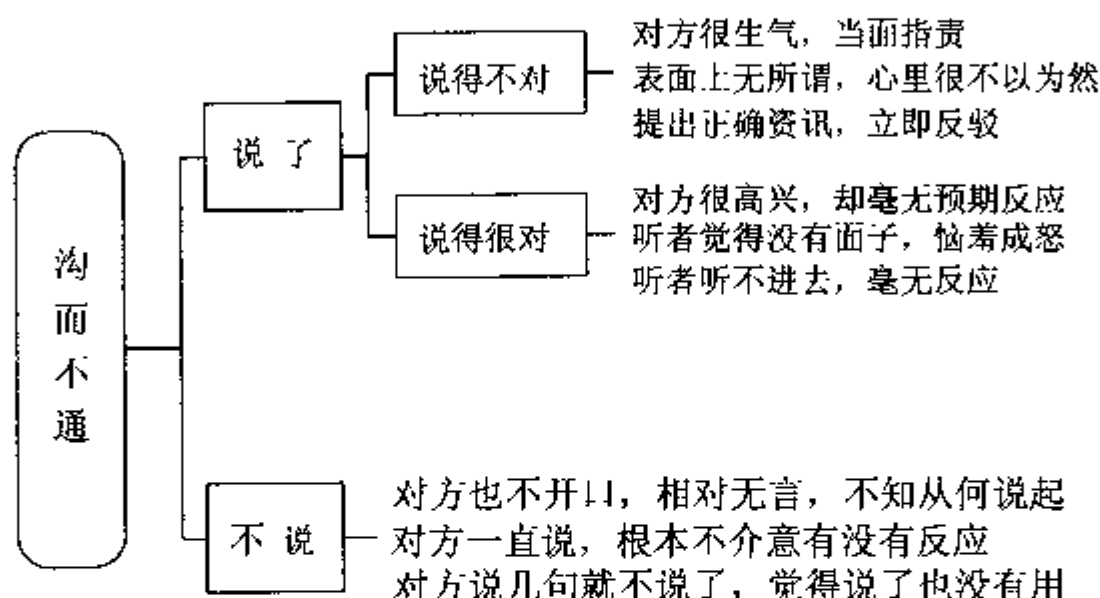 对方很生气，当面指责
说得不对
表面上无所谓，心里很不以为然
提出正确资讯，立即反驳
说了
对方很高兴，却毫无预期反应
说得很对
听者觉得没有面子，恼羞成怒
听者听不进去，毫无反应
沟而不通
对方也不开口，相对无言，不知从何说起
不说
对方一直说，根本不介意有没有反应
对方说几句就不说了，觉得说了也没有用